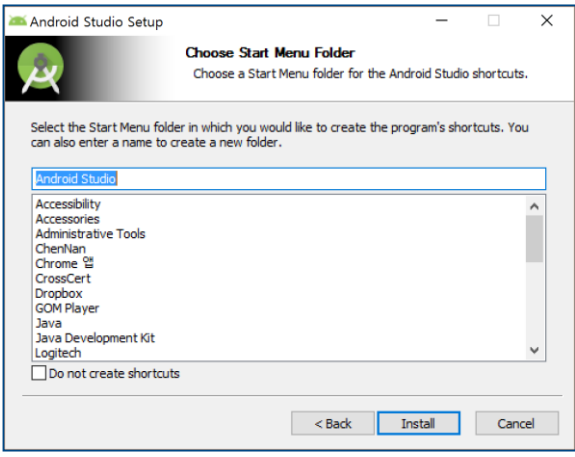 Android Studio Setup
Choose Start Menu Folder
Choose a Start Menu folder for the Android Studio shortcuts.
Select the Start Menu folder in which you would like to create the program's shortcuts. You
can also enter a name to create a new folder.
Android Studio
Accessibility
Accessories
Administrative Tools
ChenNan
Chrome 앱
CrossCert
Dropbox
GOM Player
Java
Java Development Kit
Logitech
Do not create shortcuts
< Back
Install
Cancel